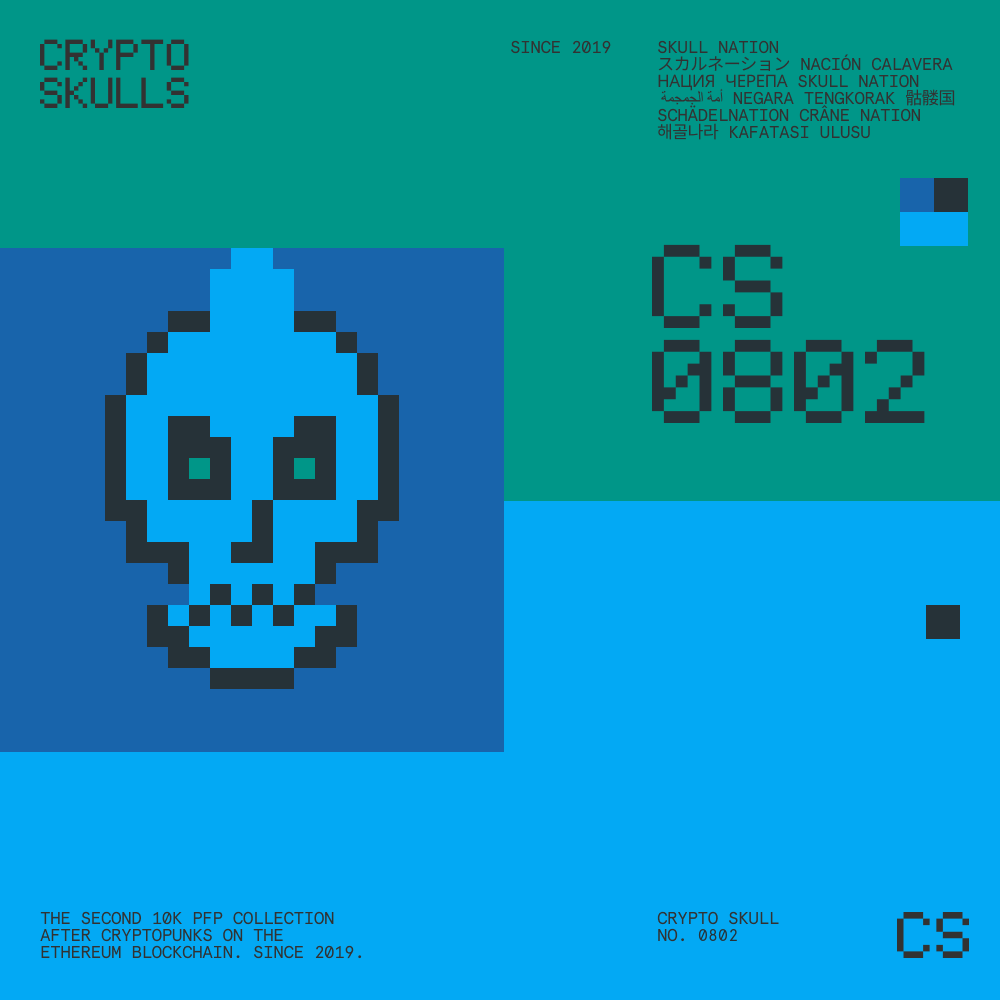 CRYPTO
SKULLS
SINCE 2019
SKULL NATION
スカルネーション NACIÓN CALAVERA
НАЦИЯ ЧЕРЕПА SKULL NATION
أمة الجمجمة NEGARA TENGKORAK 骷髅国
SCHÄDELNATION CRÂNE NATION
해골나라 KAFATASI ULUSU
CS
0802
THE SECOND 10K PFP COLLECTION
AFTER CRYPTOPUNKS ON THE
ETHEREUM BLOCKCHAIN. SINCE 2019.
CRYPTO SKULL
NO. 0802
CS